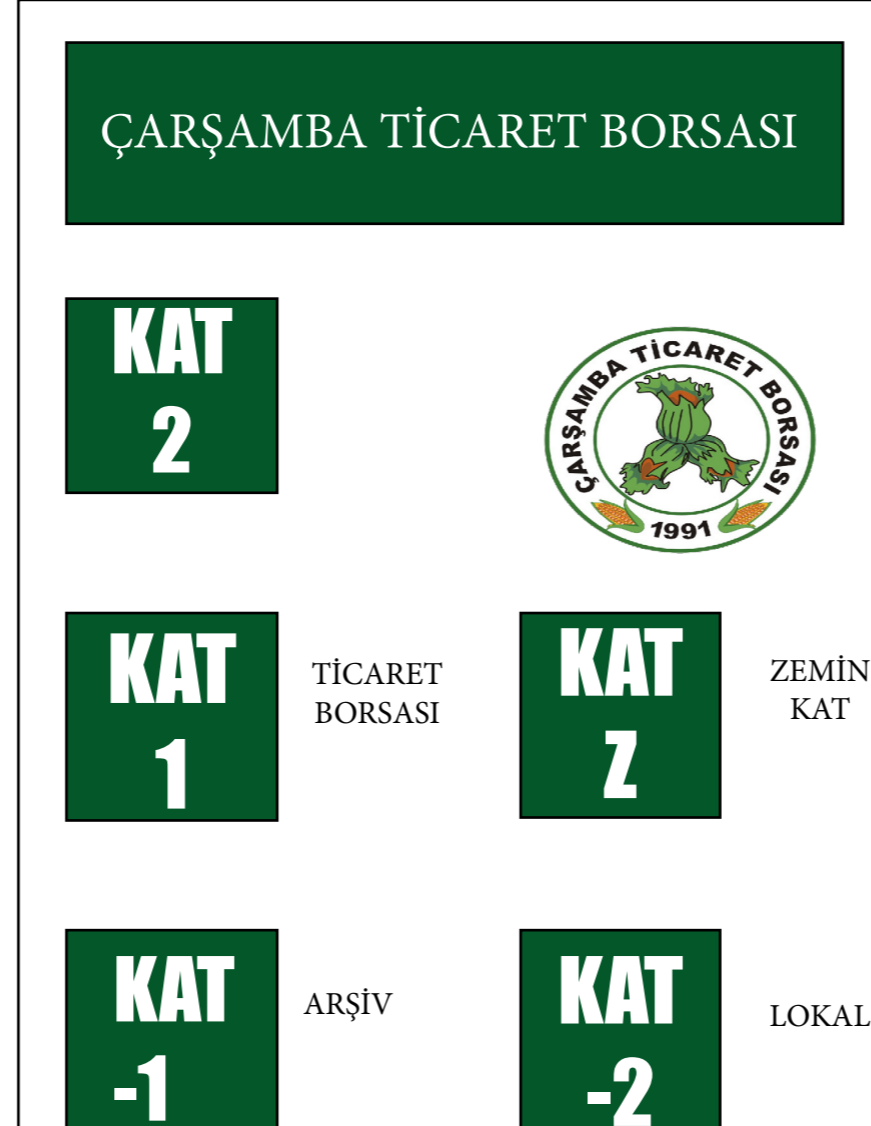 ÇARŞAMBA TİCARET BORSASI
KAT
2
ÇARŞAMBA TİCARET BORSASI
1991
KAT
1
TİCARET
BORSASI
KAT
Z
ZEMİN
KAT
KAT
-1
ARŞİV
KAT
-2
LOKAL